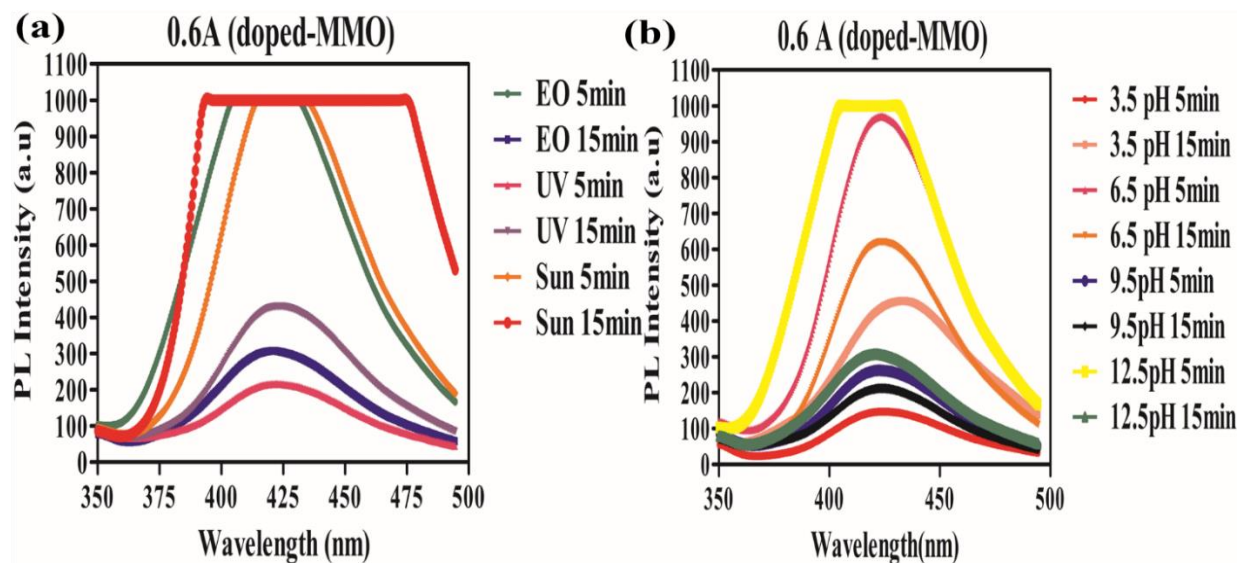 (a)
0.6A (doped-MMO)
PL Intensity (a.u)
1100
1000
900
800
700
600
500
400
300
200
100
0
350
375
400
425
450
475
500
Wavelength (nm)
EO 5min
EO 15min
UV 5min
UV 15min
Sun 5min
Sun 15min
(b)
0.6 A (doped-MMO)
PL Intensity (a.u)
1100
1000
900
800
700
600
500
400
300
200
100
0
350
400
450
500
Wavelength(nm)
3.5 pH 5min
3.5 pH 15min
6.5 pH 5min
6.5 pH 15min
9.5pH 5min
9.5pH 15min
12.5pH 5min
12.5pH 15min